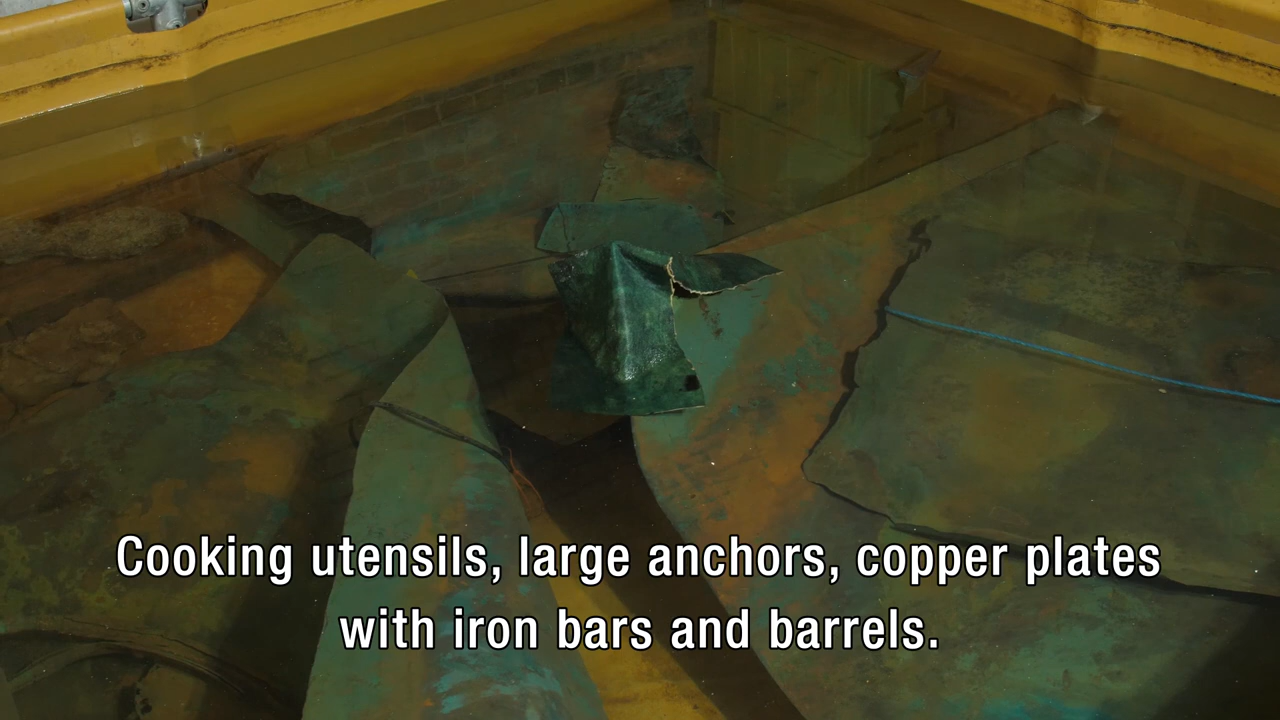 Cooking utensils, large anchors, copper plates
with iron bars and barrels.